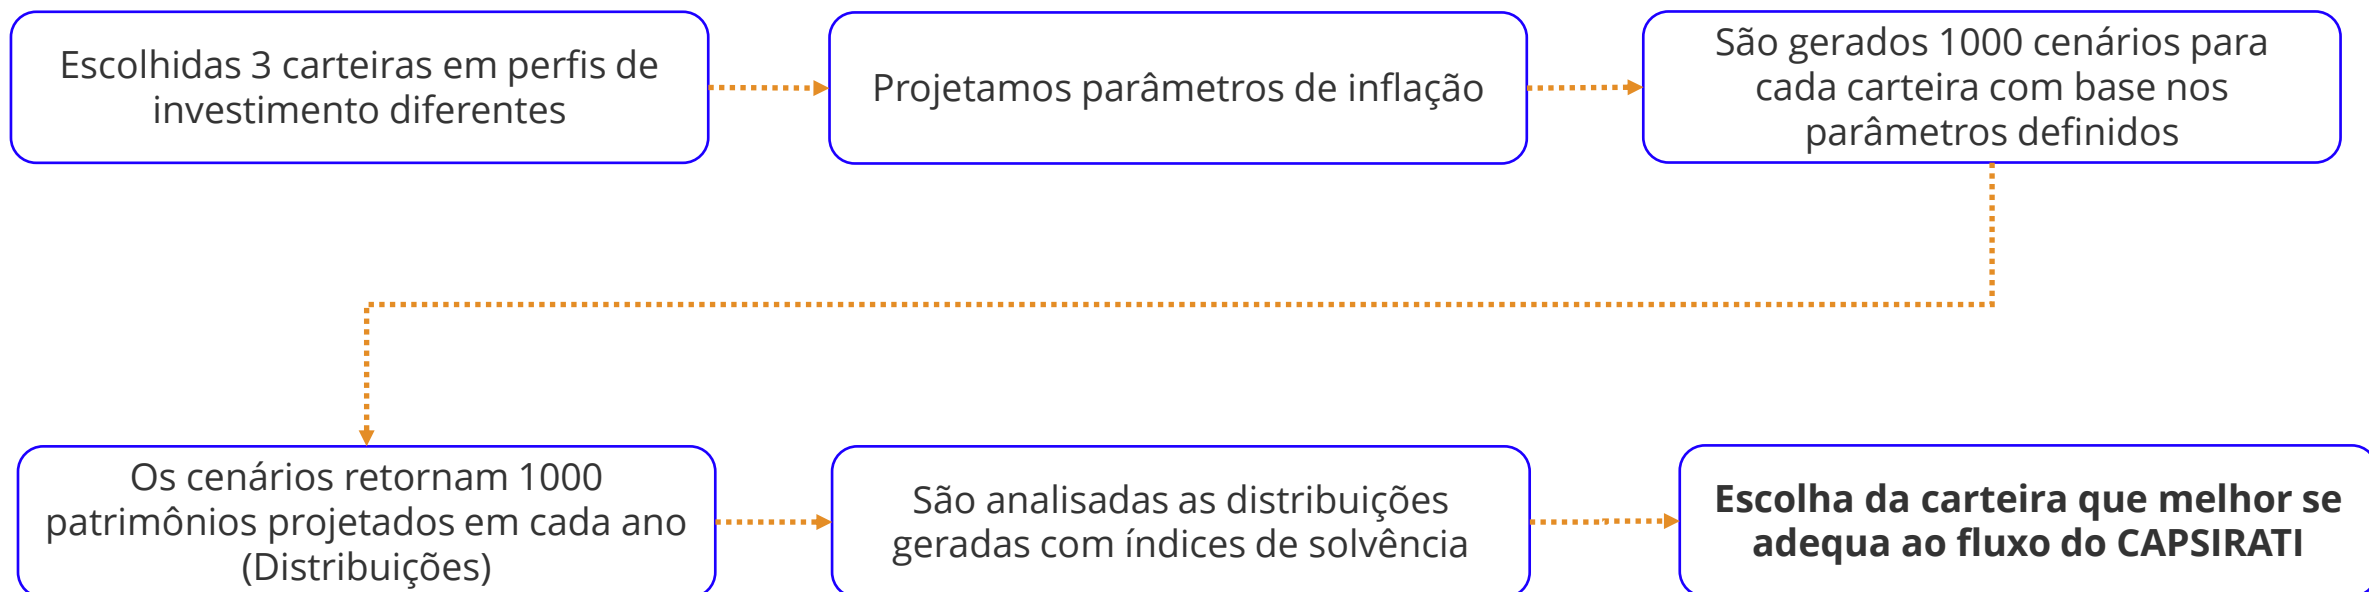 Escolhidas 3 carteiras em perfis de
investimento diferentes
Projetamos parâmetros de inflação
São gerados 1000 cenários para
cada carteira com base nos
parâmetros definidos
Os cenários retornam 1000
patrimônios projetados em cada ano
(Distribuições)
São analisadas as distribuições
geradas com índices de solvência
Escolha da carteira que melhor se
adequa ao fluxo do CAPSIRATI